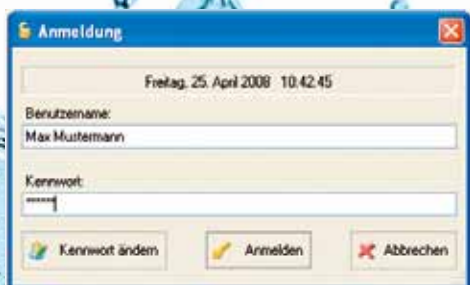 Anmeldung
Freitag, 25. April 2008 10:42:45
Benutzername:
Max Mustermann
Kennwort:
******
Kennwort ändern Anmelden Abbrechen